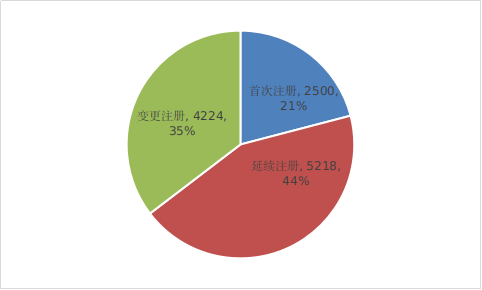 首次注册, 2500,
21%
变更注册, 4224,
35%
延续注册, 5218,
44%